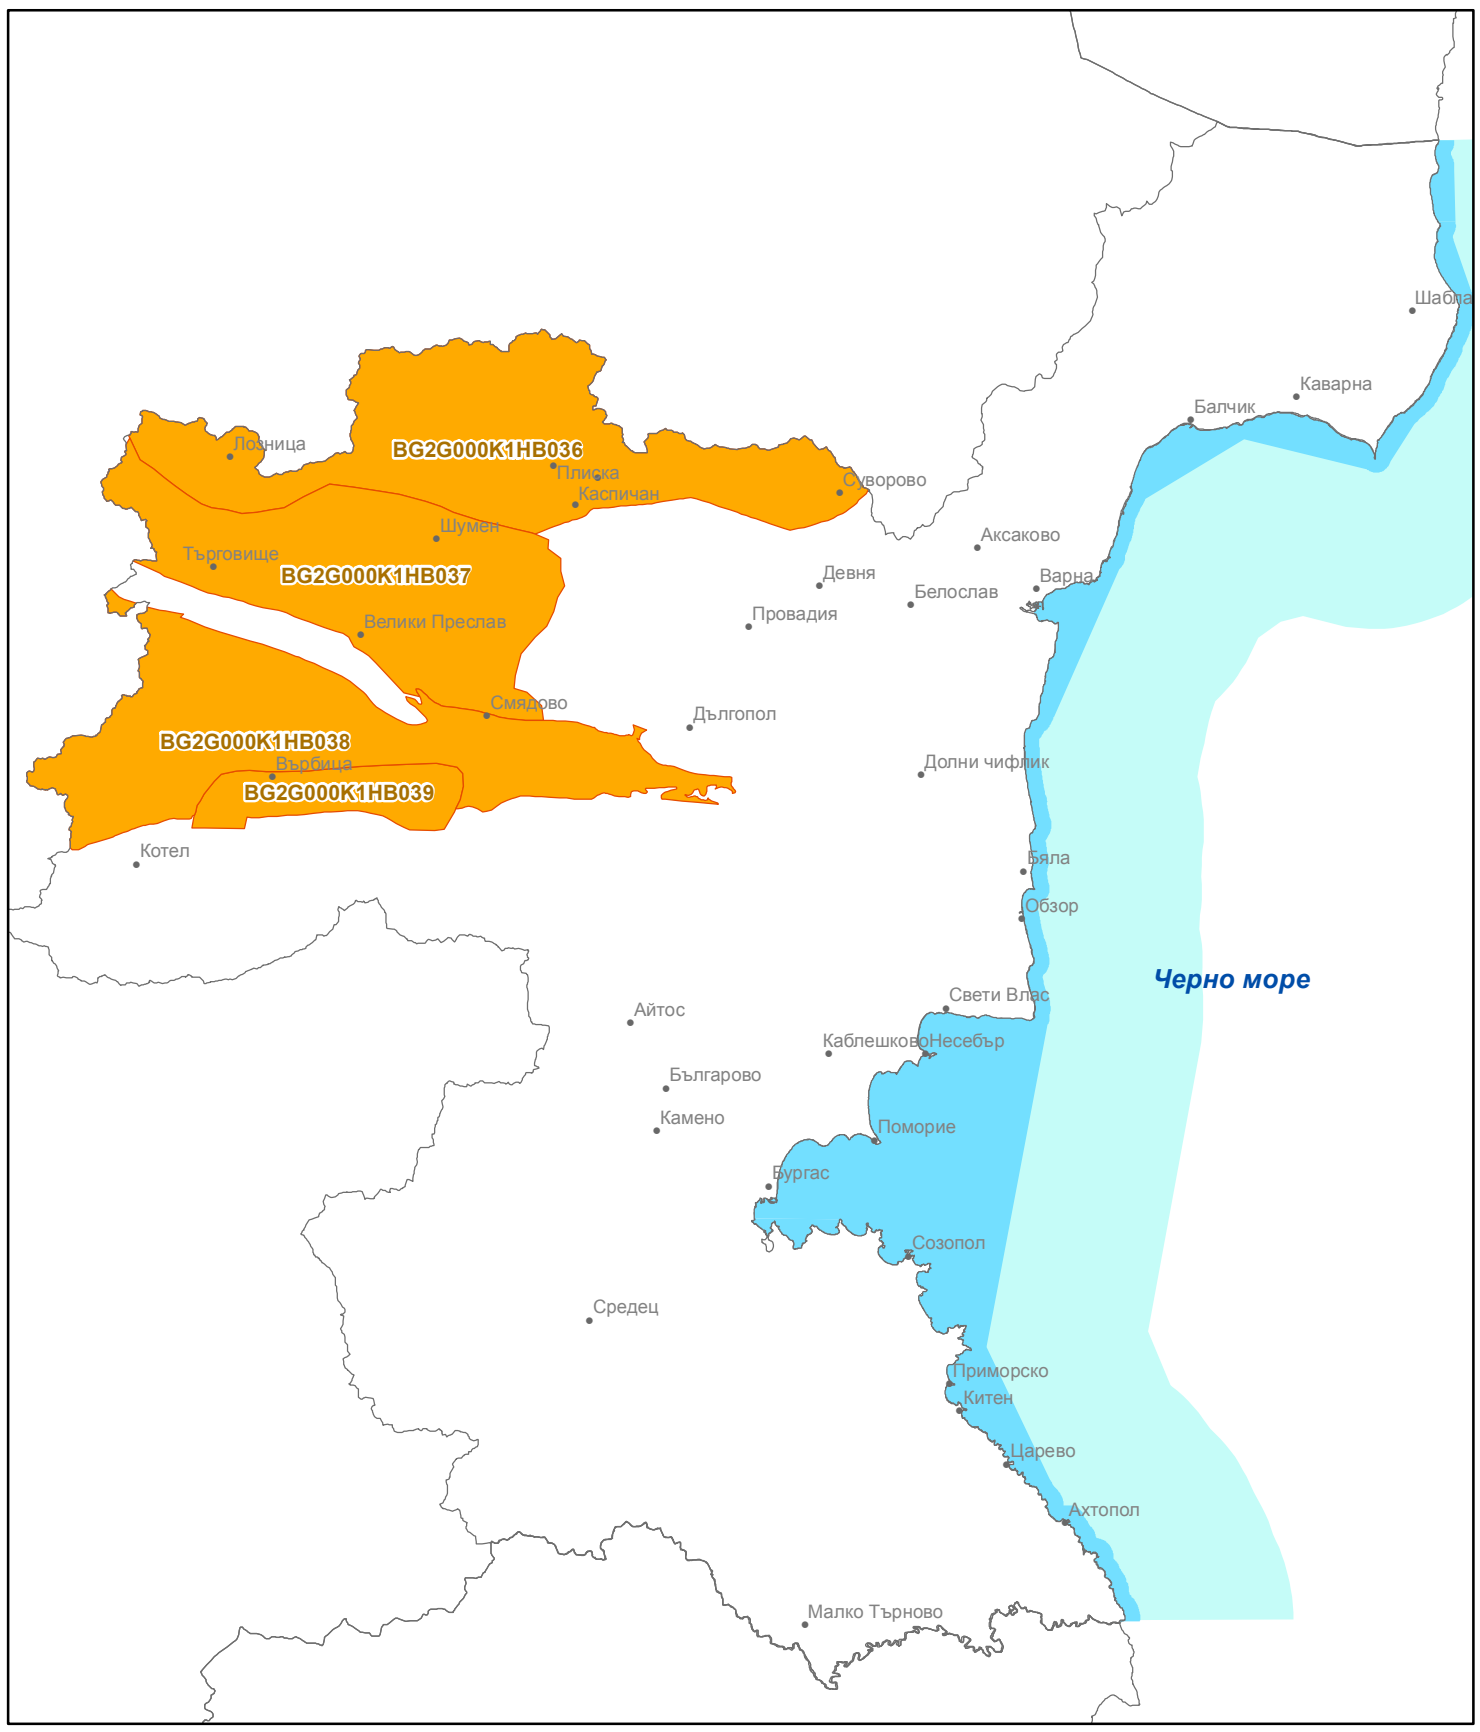 Шабла
Каварна
Балчик
Лозница
BG2G000K1HB036
Плиска
Суворово
Каспичан
Шумен
Аксаково
Търговище
BG2G000K1HB037
Девня
Варна
Белослав
Провадия
Велики Преслав
Смядово
Дългопол
BG2G000K1HB038
Върбица
Долни чифлик
BG2G000K1HB039
Котел
Бяла
Обзор
Черно море
Свети Влас
Айтос
Каблешково
Несебър
Българово
Камено
Поморие
Бургас
Созопол
Средец
Приморско
Китен
Царево
Ахтопол
Малко Търново